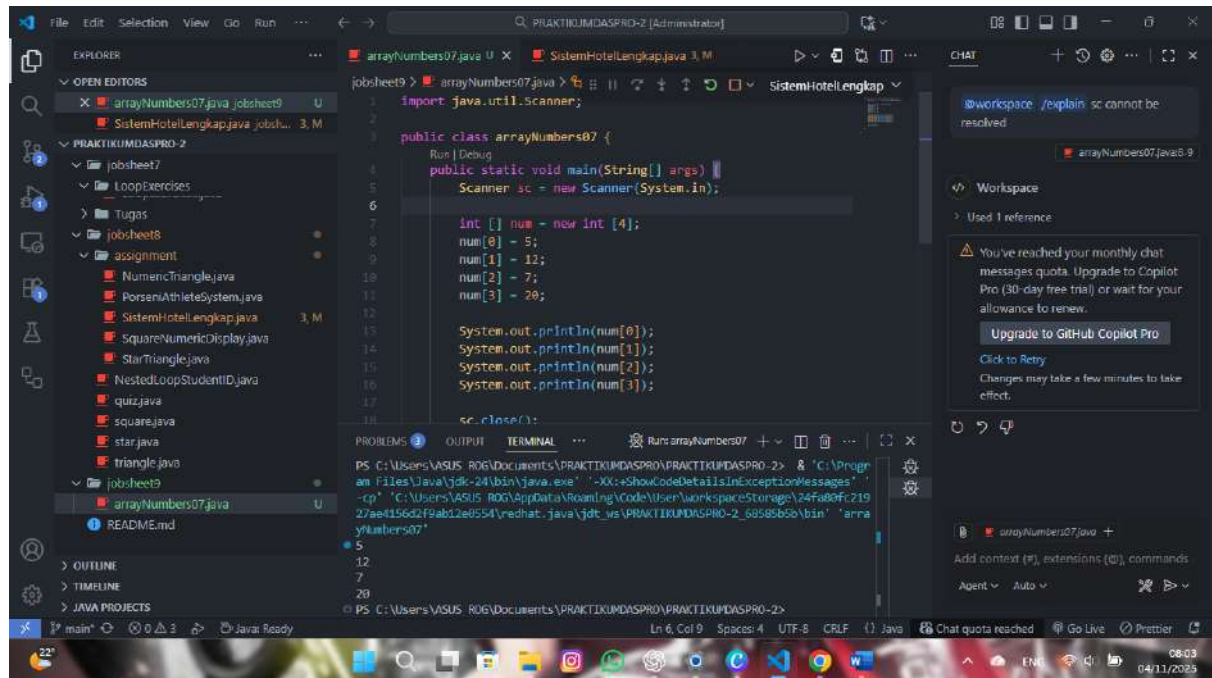 File Edit Selection View Go Run ...
PRAKTIKUMDASPRO-2 [Administrator]
EXPLORER
OPEN EDITORS
arrayNumbers07.java jobsheet9 U
SistemHotelLengkap.java jobsh... 3, M
PRAKTIKUMDASPRO-2
jobsheet7
LoopExercises
Tugas
jobsheet8
assignment
NumericTriangle.java
PorseniAthleteSystem.java
SistemHotelLengkap.java 3, M
SquareNumericDisplay.java
StarTriangle.java
NestedLoopStudentID.java
quiz.java
square.java
star.java
triangle.java
jobsheet9
arrayNumbers07.java U
README.md
OUTLINE
TIMELINE
JAVA PROJECTS
arrayNumbers07.java U
SistemHotelLengkap.java 3, M
jobsheet9 > arrayNumbers07.java >
SistemHotelLengkap
1 import java.util.Scanner;
2
3 public class arrayNumbers07 {
Run | Debug
4 public static void main(String[] args) {
5 Scanner sc = new Scanner(System.in);
6
7 int [] num = new int [4];
8 num[0] = 5;
9 num[1] = 12;
10 num[2] = 7;
11 num[3] = 20;
12
13 System.out.println(num[0]);
14 System.out.println(num[1]);
15 System.out.println(num[2]);
16 System.out.println(num[3]);
17
18 sc.close();
PROBLEMS 3 OUTPUT TERMINAL ... Run: arrayNumbers07
PS C:\Users\ASUS ROG\Documents\PRAKTIKUMDASPRO\PRAKTIKUMDASPRO-2> & 'C:\Progr
am Files\Java\jdk-24\bin\java.exe' '-XX:+ShowCodeDetailsInExceptionMessages' '
-cp' 'C:\Users\ASUS ROG\AppData\Roaming\Code\User\workspaceStorage\24fa80fc219
27ae4156d2f9ab12e0554\redhat.java\jdt_ws\PRAKTIKUMDASPRO-2_68585b5b\bin' 'arra
yNumbers07'
5
12
7
20
PS C:\Users\ASUS ROG\Documents\PRAKTIKUMDASPRO\PRAKTIKUMDASPRO-2>
CHAT
@workspace /explain sc cannot be
resolved
arrayNumbers07.java:6-9
Workspace
Used 1 reference
You've reached your monthly chat
messages quota. Upgrade to Copilot
Pro (30-day free trial) or wait for your
allowance to renew.
Upgrade to GitHub Copilot Pro
Click to Retry
Changes may take a few minutes to take
effect.
arrayNumbers07.java +
Add context (#), extensions (@), commands
Agent Auto
main* 0 3 Java: Ready
Ln 6, Col 9 Spaces: 4 UTF-8 CRLF {} Java Chat quota reached Go Live Prettier
22°
ENG
08:03
04/11/2025